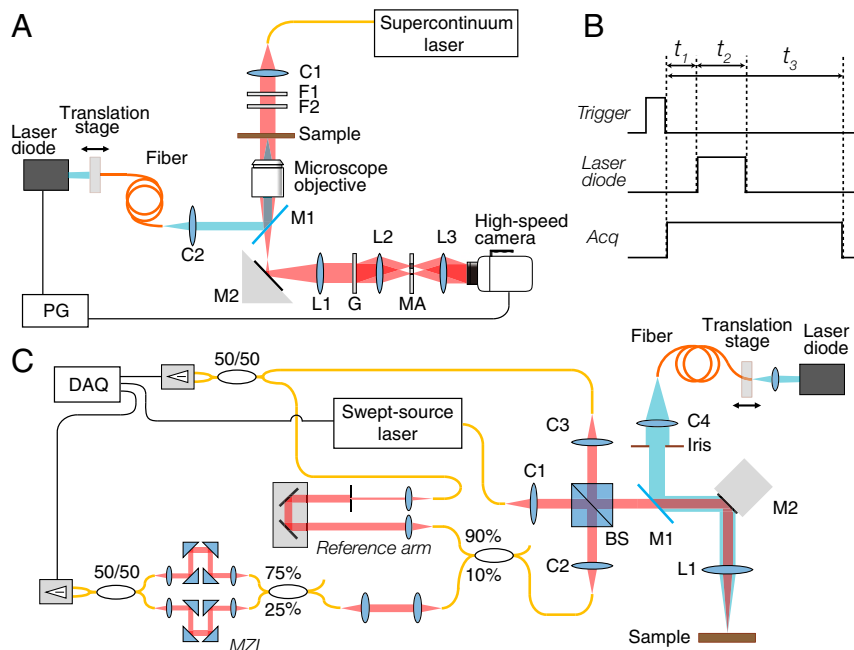 A
Supercontinuum
laser
C1
F1
F2
Sample
Translation
stage
Laser
diode
Fiber
Microscope
objective
M1
C2
High-speed
camera
L2
L3
M2
L1
G
MA
PG
B
t1
t2
t3
Trigger
Laser
diode
Acq
C
DAQ
50/50
Swept-source
laser
Fiber
Translation
stage
Laser
diode
C4
Iris
C3
C1
BS
M1
M2
Reference arm
90%
10%
C2
L1
50/50
75%
25%
MZI
Sample